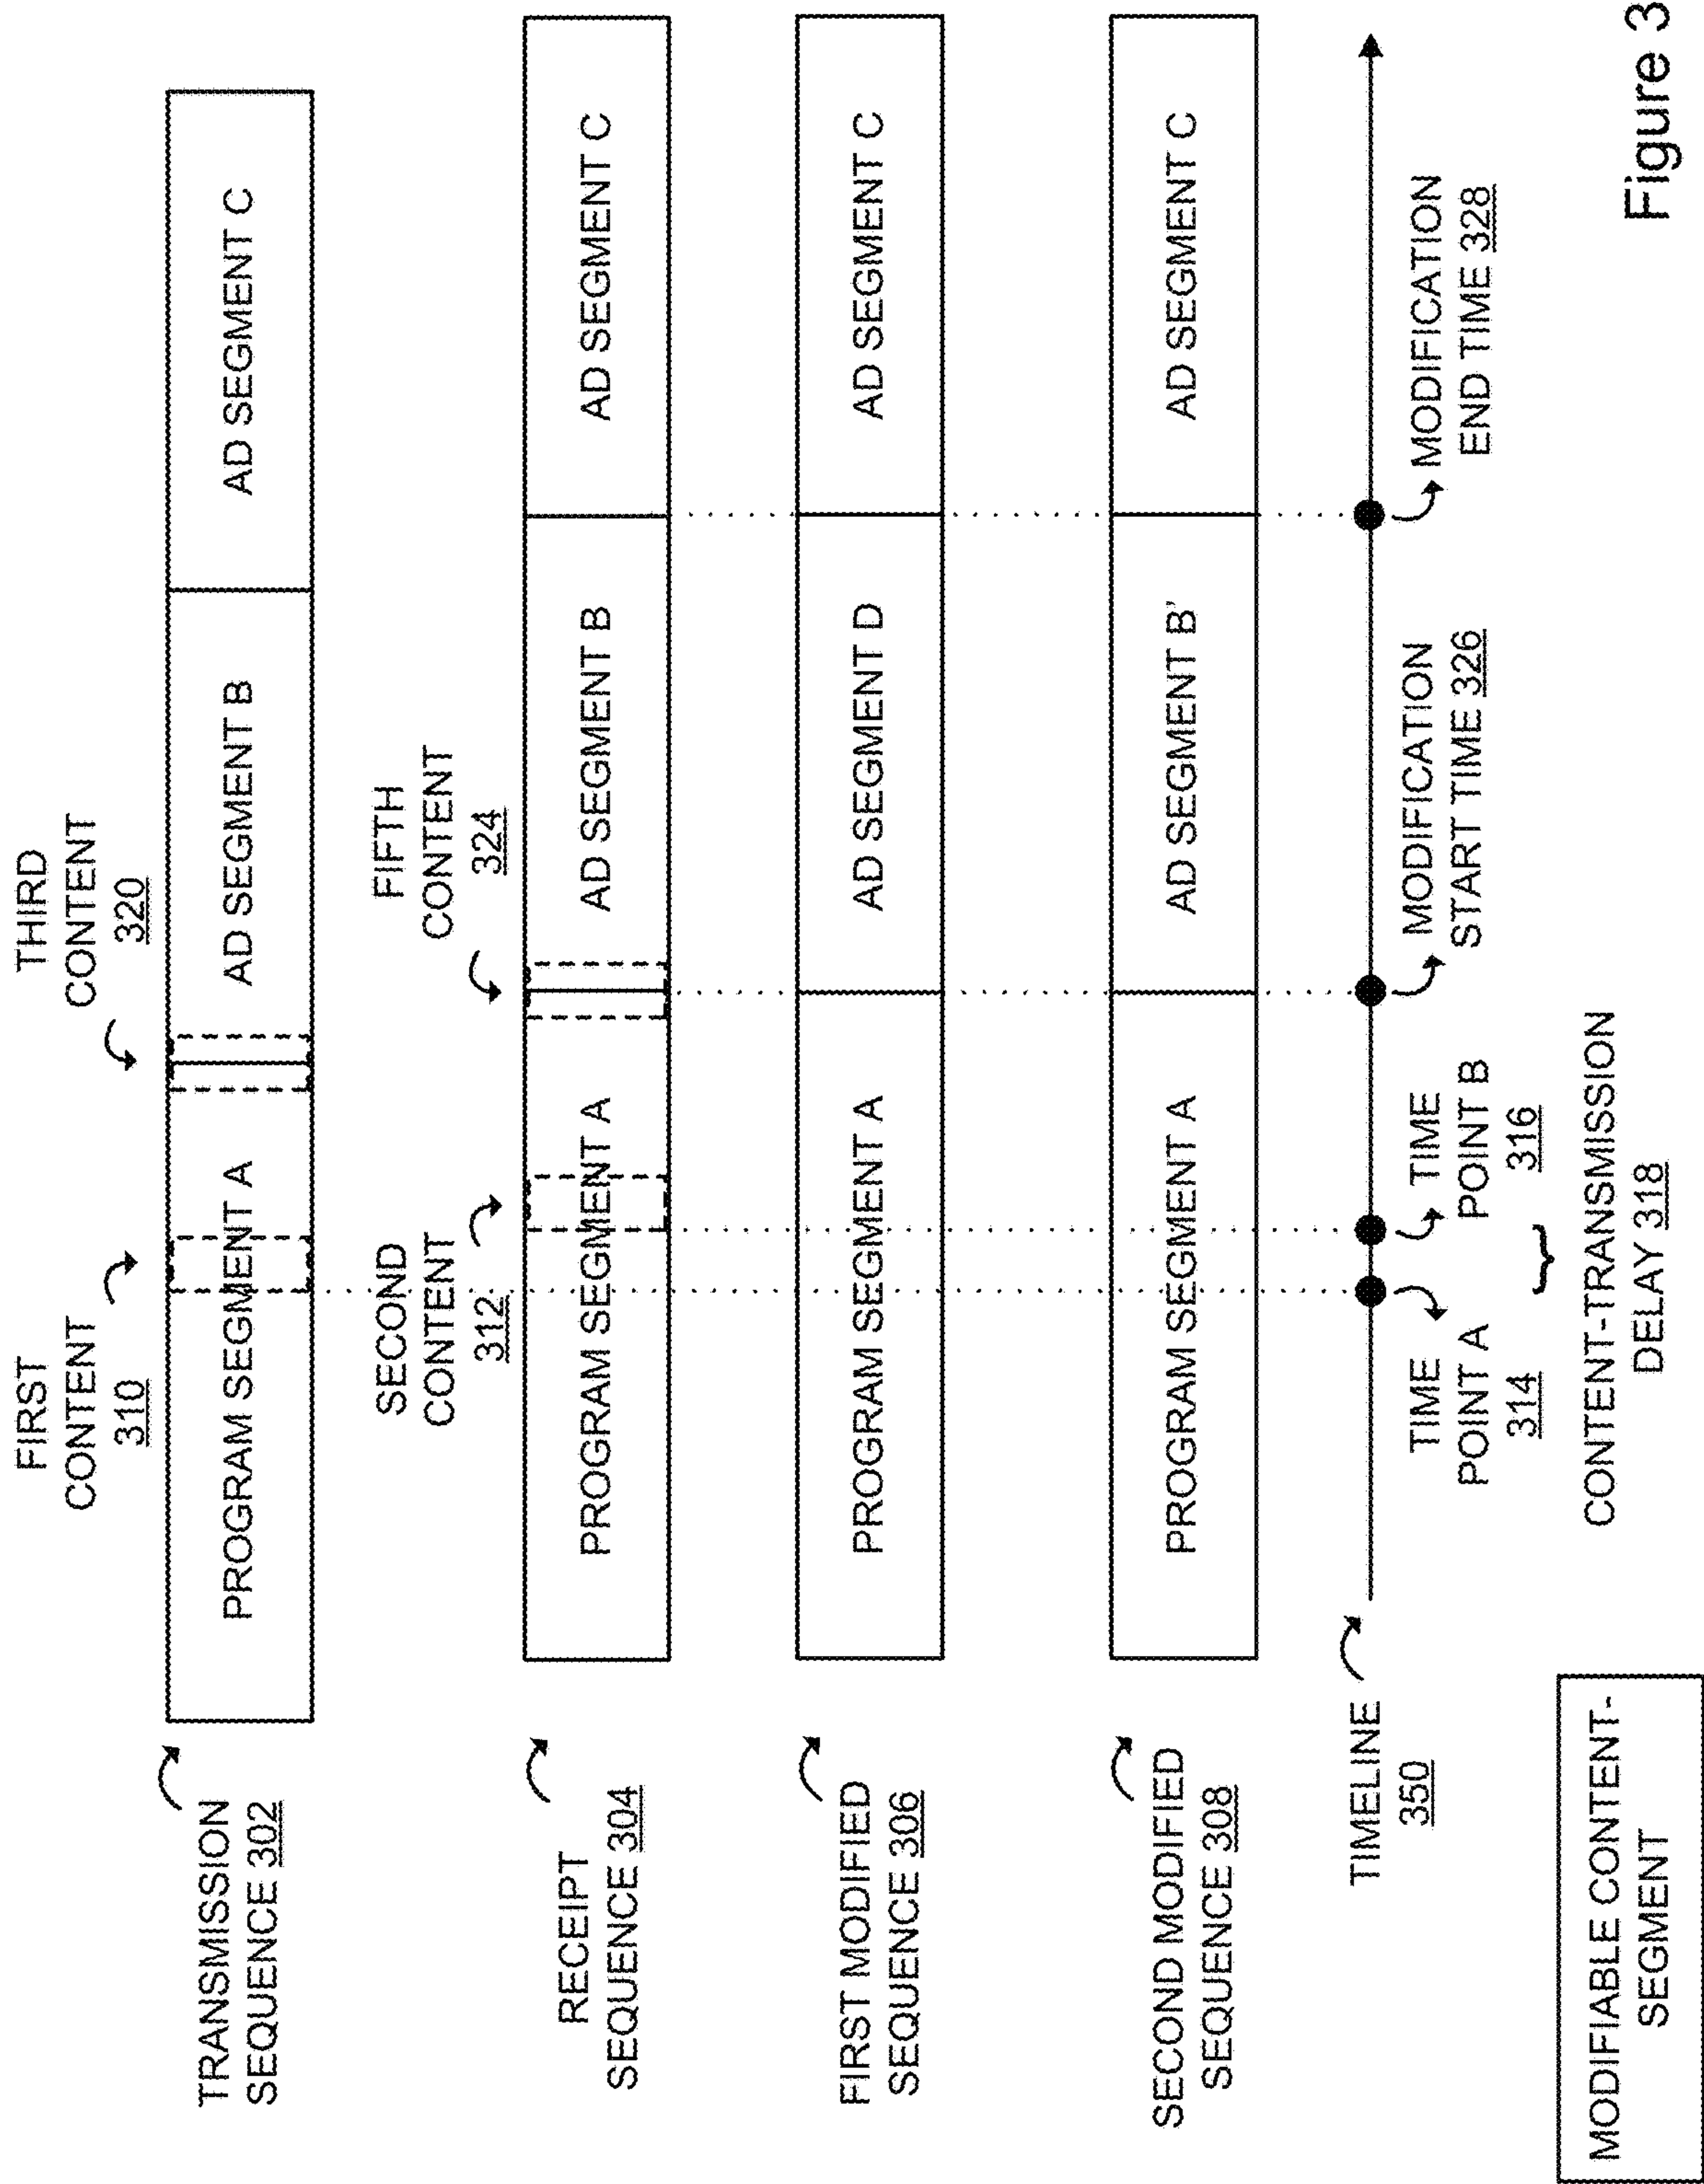 FIRST
CONTENT
310
THIRD
CONTENT
320
TRANSMISSION
SEQUENCE 302
PROGRAM SEGMENT A
AD SEGMENT B
AD SEGMENT C
SECOND
CONTENT
312
FIFTH
CONTENT
324
RECEIPT
SEQUENCE 304
PROGRAM SEGMENT A
AD SEGMENT B
AD SEGMENT C
FIRST MODIFIED
SEQUENCE 306
PROGRAM SEGMENT A
AD SEGMENT D
AD SEGMENT C
SECOND MODIFIED
SEQUENCE 308
PROGRAM SEGMENT A
AD SEGMENT B'
AD SEGMENT C
TIMELINE
350
TIME
POINT A
314
TIME
POINT B
316
MODIFICATION
START TIME 326
MODIFICATION
END TIME 328
CONTENT-TRANSMISSION
DELAY 318
MODIFIABLE CONTENT-
SEGMENT
Figure 3